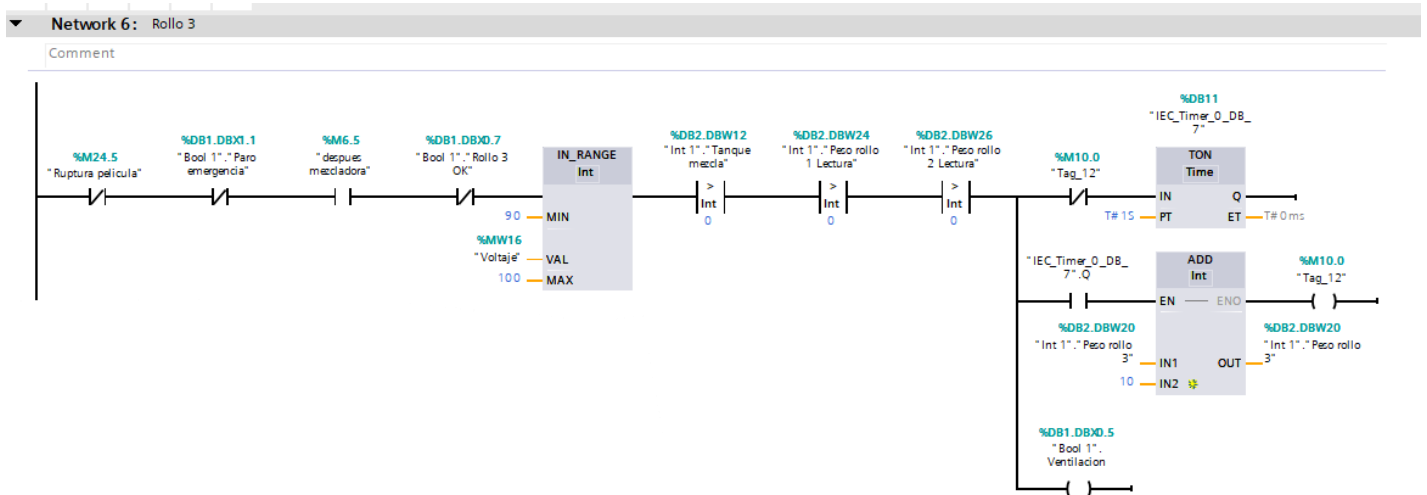 Network 6: Rollo 3
Comment
%M24.5
"Ruptura pelicula"
%DB1.DBX1.1
"Bool 1"."Paro
emergencia"
%M6.5
"despues
mezcladora"
%DB1.DBX0.7
"Bool 1"."Rollo 3
OK"
IN_RANGE
Int
90
MIN
%MW16
"Voltaje"
VAL
100
MAX
%DB2.DBW12
"Int 1"."Tanque
mezcla"
>
Int
0
%DB2.DBW24
"Int 1"."Peso rollo
1 Lectura"
>
Int
0
%DB2.DBW26
"Int 1"."Peso rollo
2 Lectura"
>
Int
0
%M10.0
"Tag_12"
%DB11
"IEC_Timer_0_DB_
7"
TON
Time
IN
Q
T#1S
PT
ET
T#0ms
"IEC_Timer_0_DB_
7".Q
ADD
Int
EN
ENO
%M10.0
"Tag_12"
%DB2.DBW20
"Int 1"."Peso rollo
3"
IN1
10
IN2
OUT
%DB2.DBW20
"Int 1"."Peso rollo
3"
%DB1.DBX0.5
"Bool 1".
Ventilacion